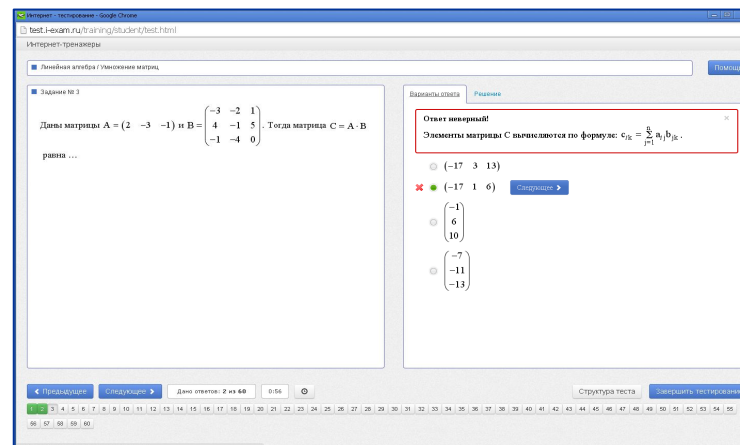 Интернет - тестирование - Google Chrome
test.i-exam.ru/training/student/test.html
Интернет-тренажеры
Линейная алгебра / Умножение матриц
Помощь
Задание № 3
Даны матрицы A = (2 −3 −1) и B = (−3 −2 1
4 −1 5
−1 −4 0). Тогда матрица C = A · B
равна ...
Варианты ответа Решение
Ответ неверный! ×
Элементы матрицы C вычисляются по формуле: c_ik = ∑_{j=1}^{n} a_ij b_jk .
(−17 3 13)
(−17 1 6) Следующее
(−1
6
10)
(−7
−11
−13)
Предыдущее Следующее Дано ответов: 2 из 60 0:56 Структура теста Завершить тестирование
1 2 3 4 5 6 7 8 9 10 11 12 13 14 15 16 17 18 19 20 21 22 23 24 25 26 27 28 29 30 31 32 33 34 35 36 37 38 39 40 41 42 43 44 45 46 47 48 49 50 51 52 53 54 55
56 57 58 59 60